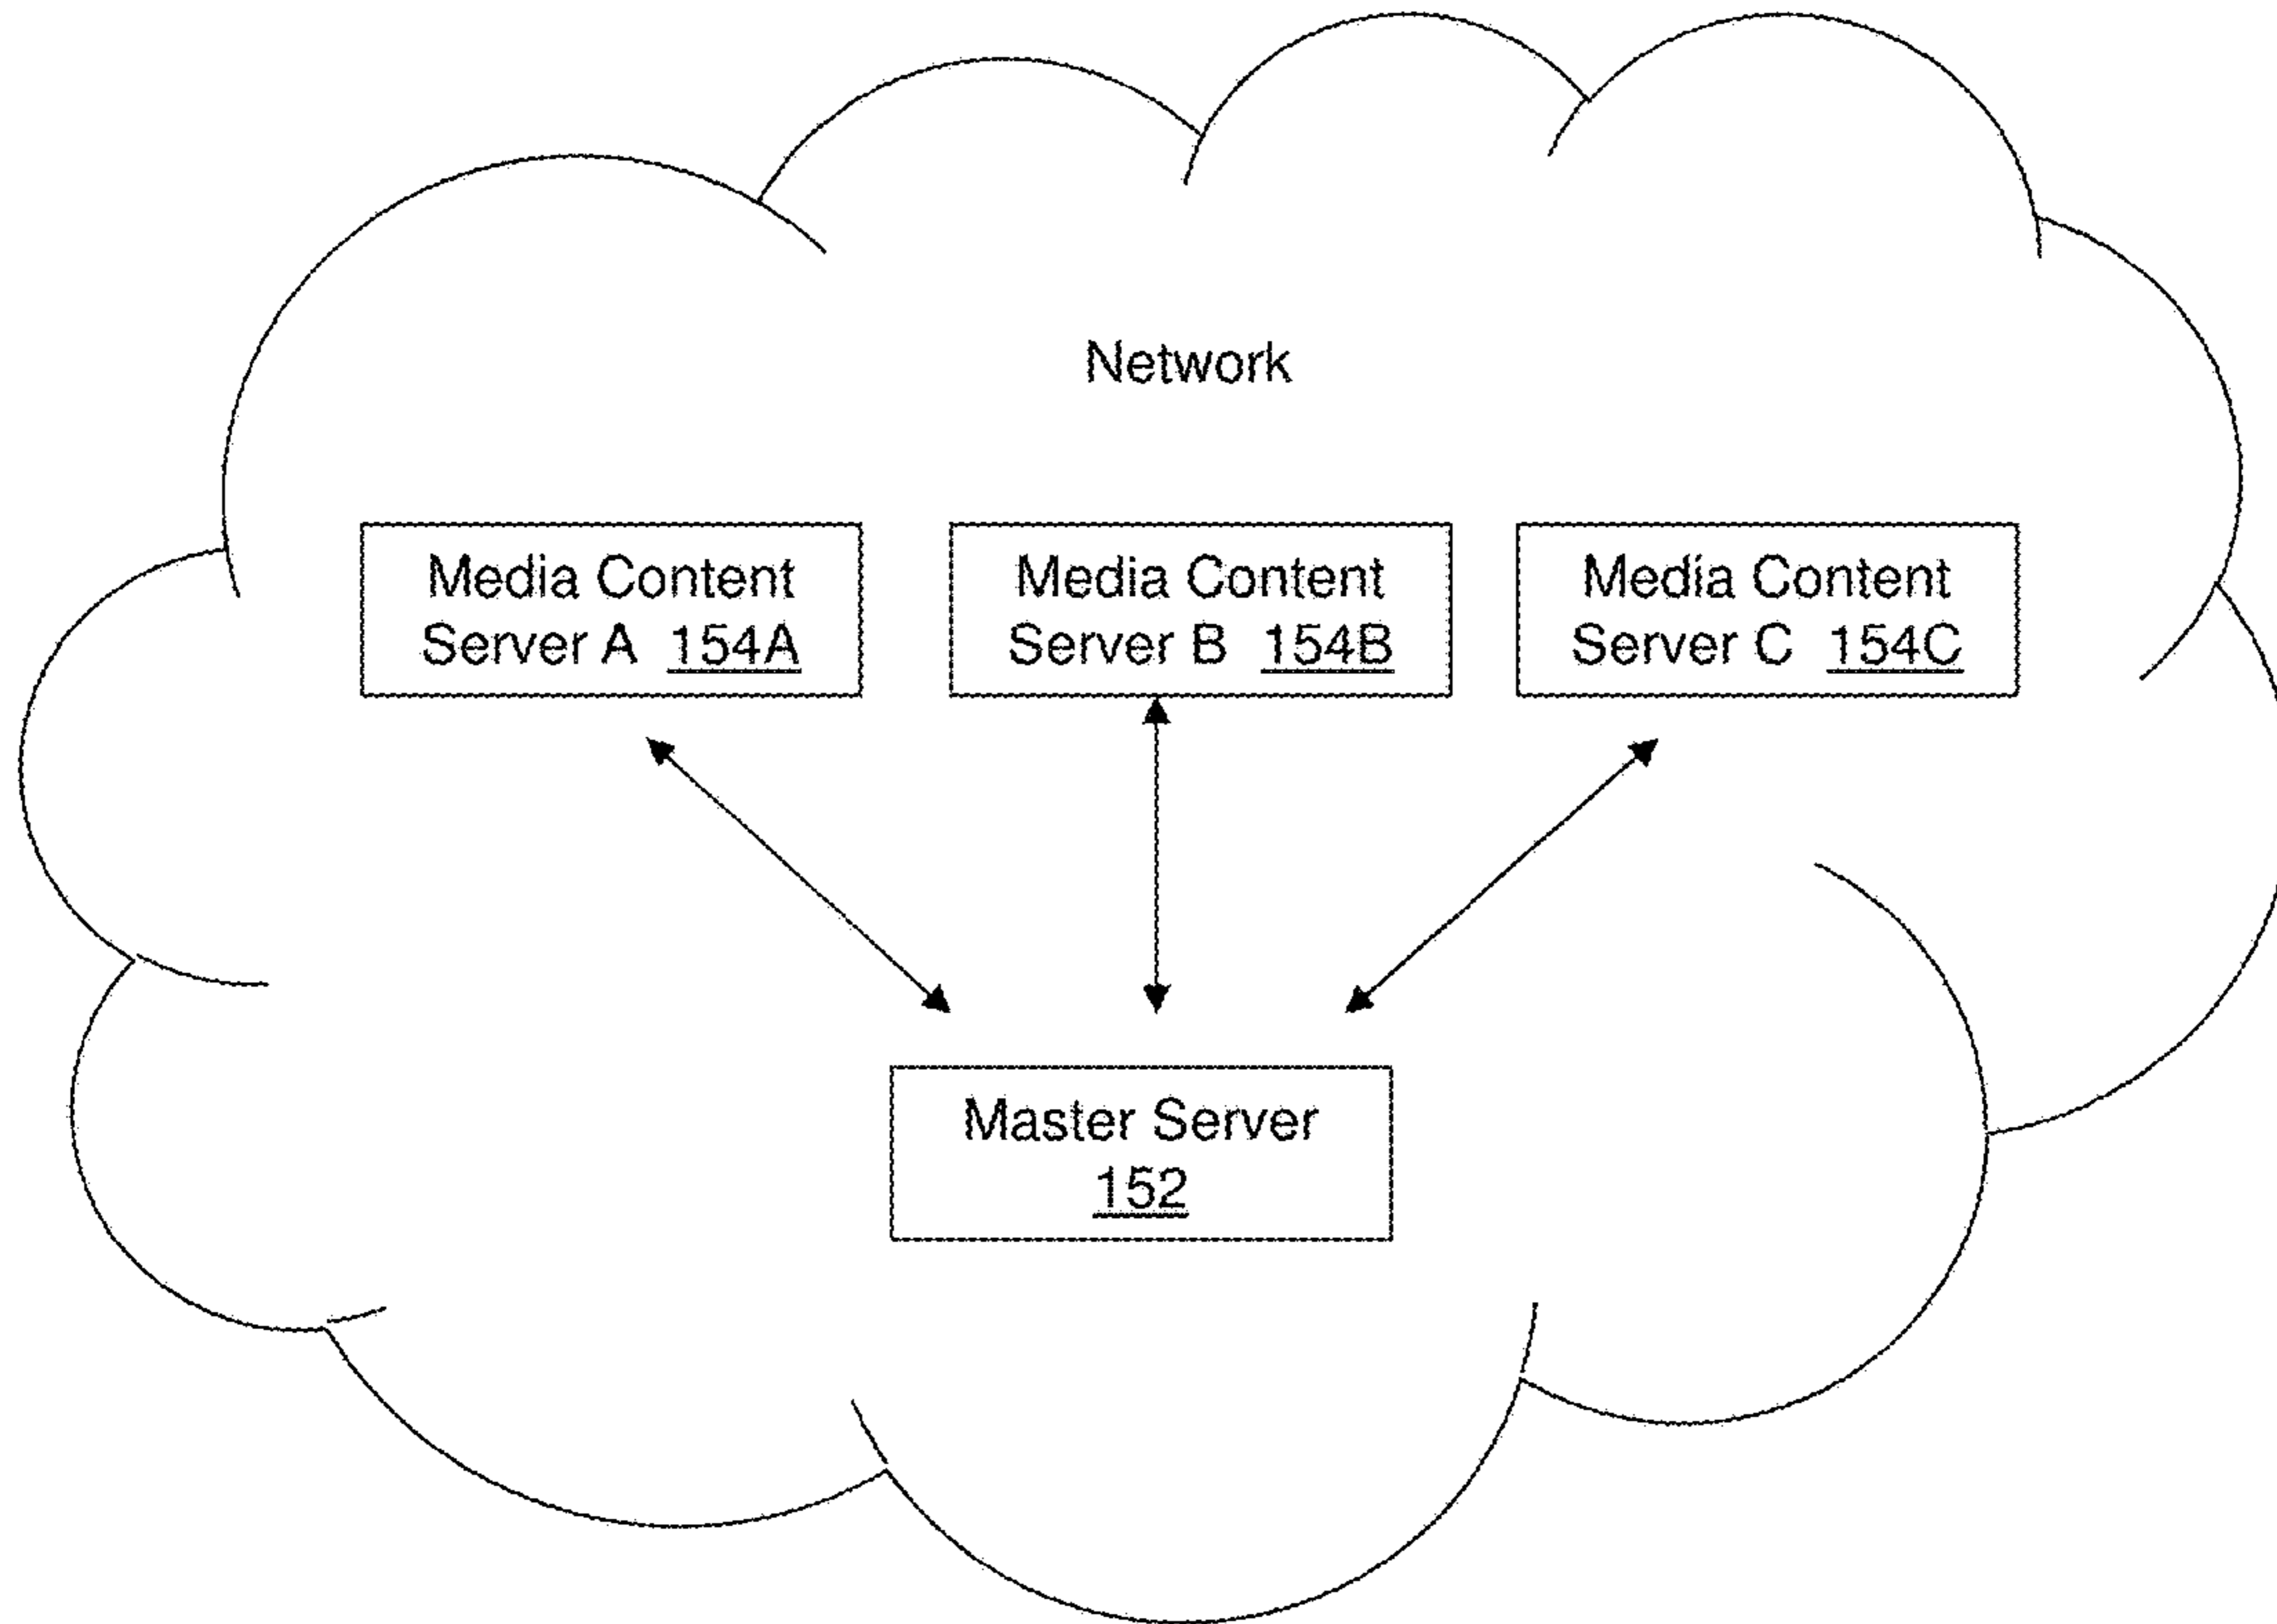 Network
Media Content
Server A 154A
Media Content
Server B 154B
Media Content
Server C 154C
Master Server
152